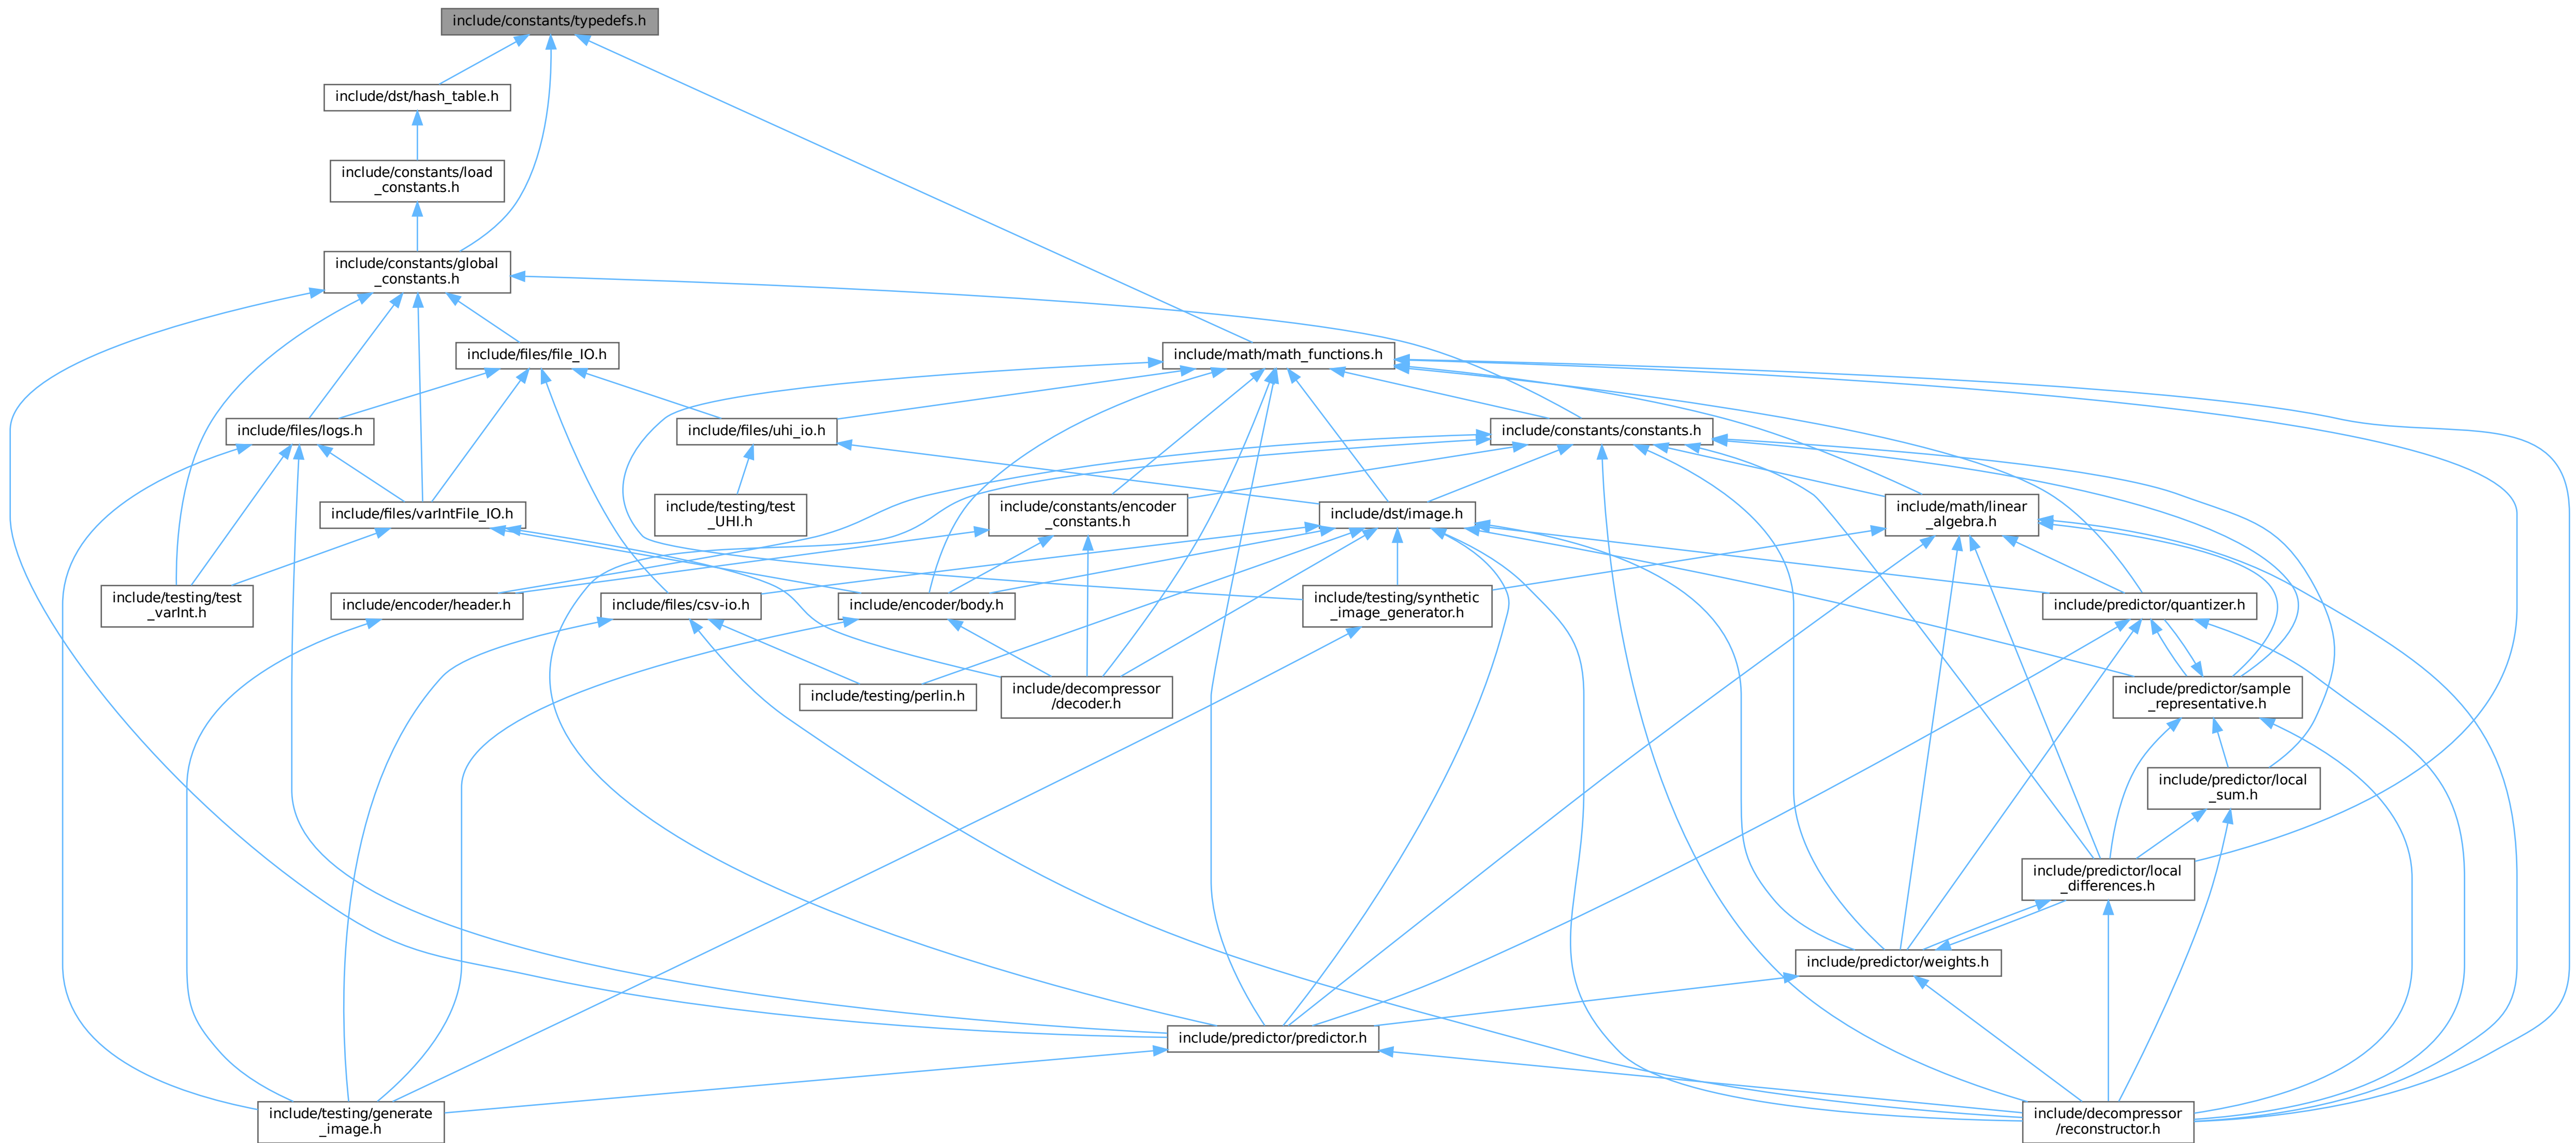 include/constants/typedefs.h
include/dst/hash_table.h
include/constants/load
_constants.h
include/constants/global
_constants.h
include/files/file_IO.h
include/math/math_functions.h
include/files/logs.h
include/files/uhi_io.h
include/constants/constants.h
include/files/varIntFile_IO.h
include/testing/test
_UHI.h
include/constants/encoder
_constants.h
include/dst/image.h
include/math/linear
_algebra.h
include/testing/test
_varInt.h
include/encoder/header.h
include/files/csv-io.h
include/encoder/body.h
include/testing/synthetic
_image_generator.h
include/predictor/quantizer.h
include/testing/perlin.h
include/decompressor
/decoder.h
include/predictor/sample
_representative.h
include/predictor/local
_sum.h
include/predictor/local
_differences.h
include/predictor/weights.h
include/predictor/predictor.h
include/testing/generate
_image.h
include/decompressor
/reconstructor.h